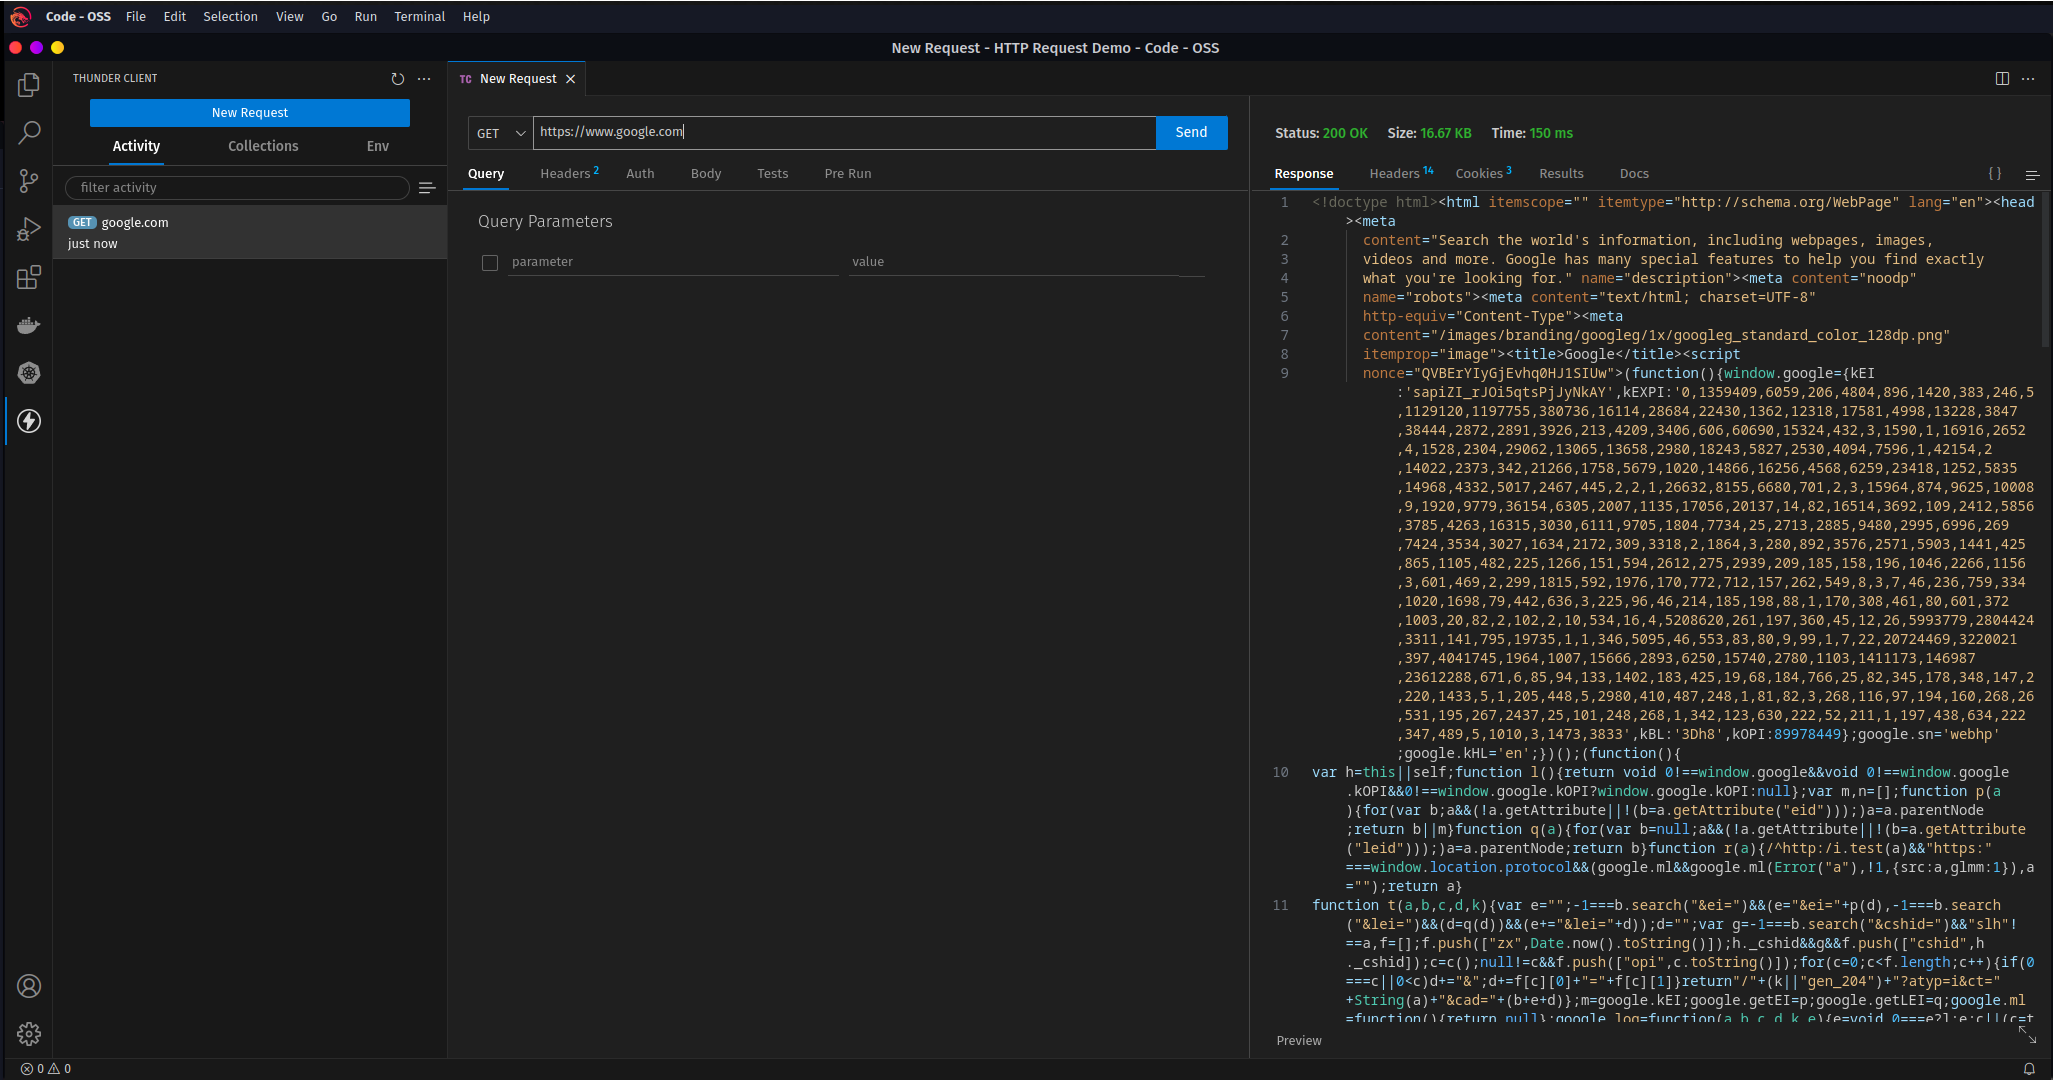 Code - OSS File Edit Selection View Go Run Terminal Help
New Request - HTTP Request Demo - Code - OSS
THUNDER CLIENT
New Request
Activity Collections Env
filter activity
GET google.com
just now
TC New Request
GET https://www.google.com Send
Query Headers 2 Auth Body Tests Pre Run
Query Parameters
parameter value
Status: 200 OK Size: 16.67 KB Time: 150 ms
Response Headers 14 Cookies 3 Results Docs { }
1 <!doctype html><html itemscope="" itemtype="http://schema.org/WebPage" lang="en"><head
><meta
2 content="Search the world's information, including webpages, images,
3 videos and more. Google has many special features to help you find exactly
4 what you're looking for." name="description"><meta content="noodp"
5 name="robots"><meta content="text/html; charset=UTF-8"
6 http-equiv="Content-Type"><meta
7 content="/images/branding/googleg/1x/googleg_standard_color_128dp.png"
8 itemprop="image"><title>Google</title><script
9 nonce="QVBErYIyGjEvhq0HJ1SIUw">(function(){window.google={kEI
:'sapiZI_rJOi5qtsPjJyNkAY',kEXPI:'0,1359409,6059,206,4804,896,1420,383,246,5
,1129120,1197755,380736,16114,28684,22430,1362,12318,17581,4998,13228,3847
,38444,2872,2891,3926,213,4209,3406,606,60690,15324,432,3,1590,1,16916,2652
,4,1528,2304,29062,13065,13658,2980,18243,5827,2530,4094,7596,1,42154,2
,14022,2373,342,21266,1758,5679,1020,14866,16256,4568,6259,23418,1252,5835
,14968,4332,5017,2467,445,2,2,1,26632,8155,6680,701,2,3,15964,874,9625,10008
,9,1920,9779,36154,6305,2007,1135,17056,20137,14,82,16514,3692,109,2412,5856
,3785,4263,16315,3030,6111,9705,1804,7734,25,2713,2885,9480,2995,6996,269
,7424,3534,3027,1634,2172,309,3318,2,1864,3,280,892,3576,2571,5903,1441,425
,865,1105,482,225,1266,151,594,2612,275,2939,209,185,158,196,1046,2266,1156
,3,601,469,2,299,1815,592,1976,170,772,712,157,262,549,8,3,7,46,236,759,334
,1020,1698,79,442,636,3,225,96,46,214,185,198,88,1,170,308,461,80,601,372
,1003,20,82,2,102,2,10,534,16,4,5208620,261,197,360,45,12,26,5993779,2804424
,3311,141,795,19735,1,1,346,5095,46,553,83,80,9,99,1,7,22,20724469,3220021
,397,4041745,1964,1007,15666,2893,6250,15740,2780,1103,1411173,146987
,23612288,671,6,85,94,133,1402,183,425,19,68,184,766,25,82,345,178,348,147,2
,220,1433,5,1,205,448,5,2980,410,487,248,1,81,82,3,268,116,97,194,160,268,26
,531,195,267,2437,25,101,248,268,1,342,123,630,222,52,211,1,197,438,634,222
,347,489,5,1010,3,1473,3833',kBL:'3Dh8',kOPI:89978449};google.sn='webhp'
;google.kHL='en';})();(function(){
10 var h=this||self;function l(){return void 0!==window.google&&void 0!==window.google
.kOPI&&0!==window.google.kOPI?window.google.kOPI:null};var m,n=[];function p(a
){for(var b;a&&(!a.getAttribute||!(b=a.getAttribute("eid")));)a=a.parentNode
;return b||m}function q(a){for(var b=null;a&&(!a.getAttribute||!(b=a.getAttribute
("leid")));)a=a.parentNode;return b}function r(a){/^http:/i.test(a)&&"https:"
===window.location.protocol&&(google.ml&&google.ml(Error("a"),!1,{src:a,glmm:1}),a
="");return a}
11 function t(a,b,c,d,k){var e="";-1===b.search("&ei=")&&(e="&ei="+p(d),-1===b.search
("&lei=")&&(d=q(d))&&(e+="&lei="+d));d="";var g=-1===b.search("&cshid=")&&"slh"!
==a,f=[];f.push(["zx",Date.now().toString()]);h._cshid&&g&&f.push(["cshid",h
._cshid]);c=c();null!=c&&f.push(["opi",c.toString()]);for(c=0;c<f.length;c++){if(0
===c||0<c)d+="&";d+=f[c][0]+"="+f[c][1]}return"/"+(k||"gen_204")+"?atyp=i&ct="
+String(a)+"&cad="+(b+e+d)};m=google.kEI;google.getEI=p;google.getLEI=q;google.ml
=function(){return null};google.log=function(a,b,c,d,k,e){e=void 0===e?l:e;c||(c=t
Preview
0 0